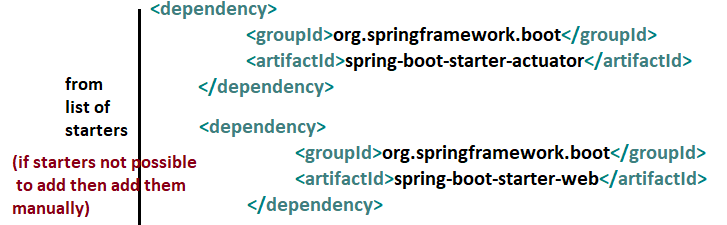 <dependency>
<groupId>org.springframework.boot</groupId>
<artifactId>spring-boot-starter-actuator</artifactId>
</dependency>
<dependency>
<groupId>org.springframework.boot</groupId>
<artifactId>spring-boot-starter-web</artifactId>
</dependency>
from
list of
starters
(if starters not possible
to add then add them
manually)